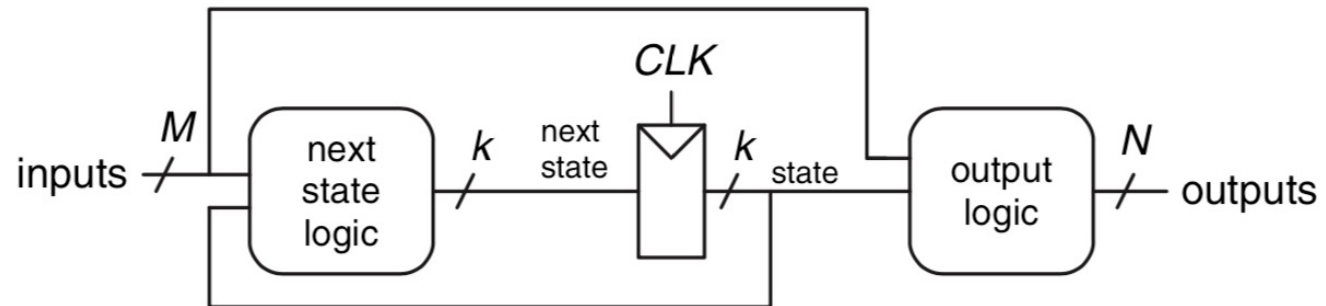 CLK
M
inputs
next
state
logic
k
next
state
k
state
output
logic
N
outputs